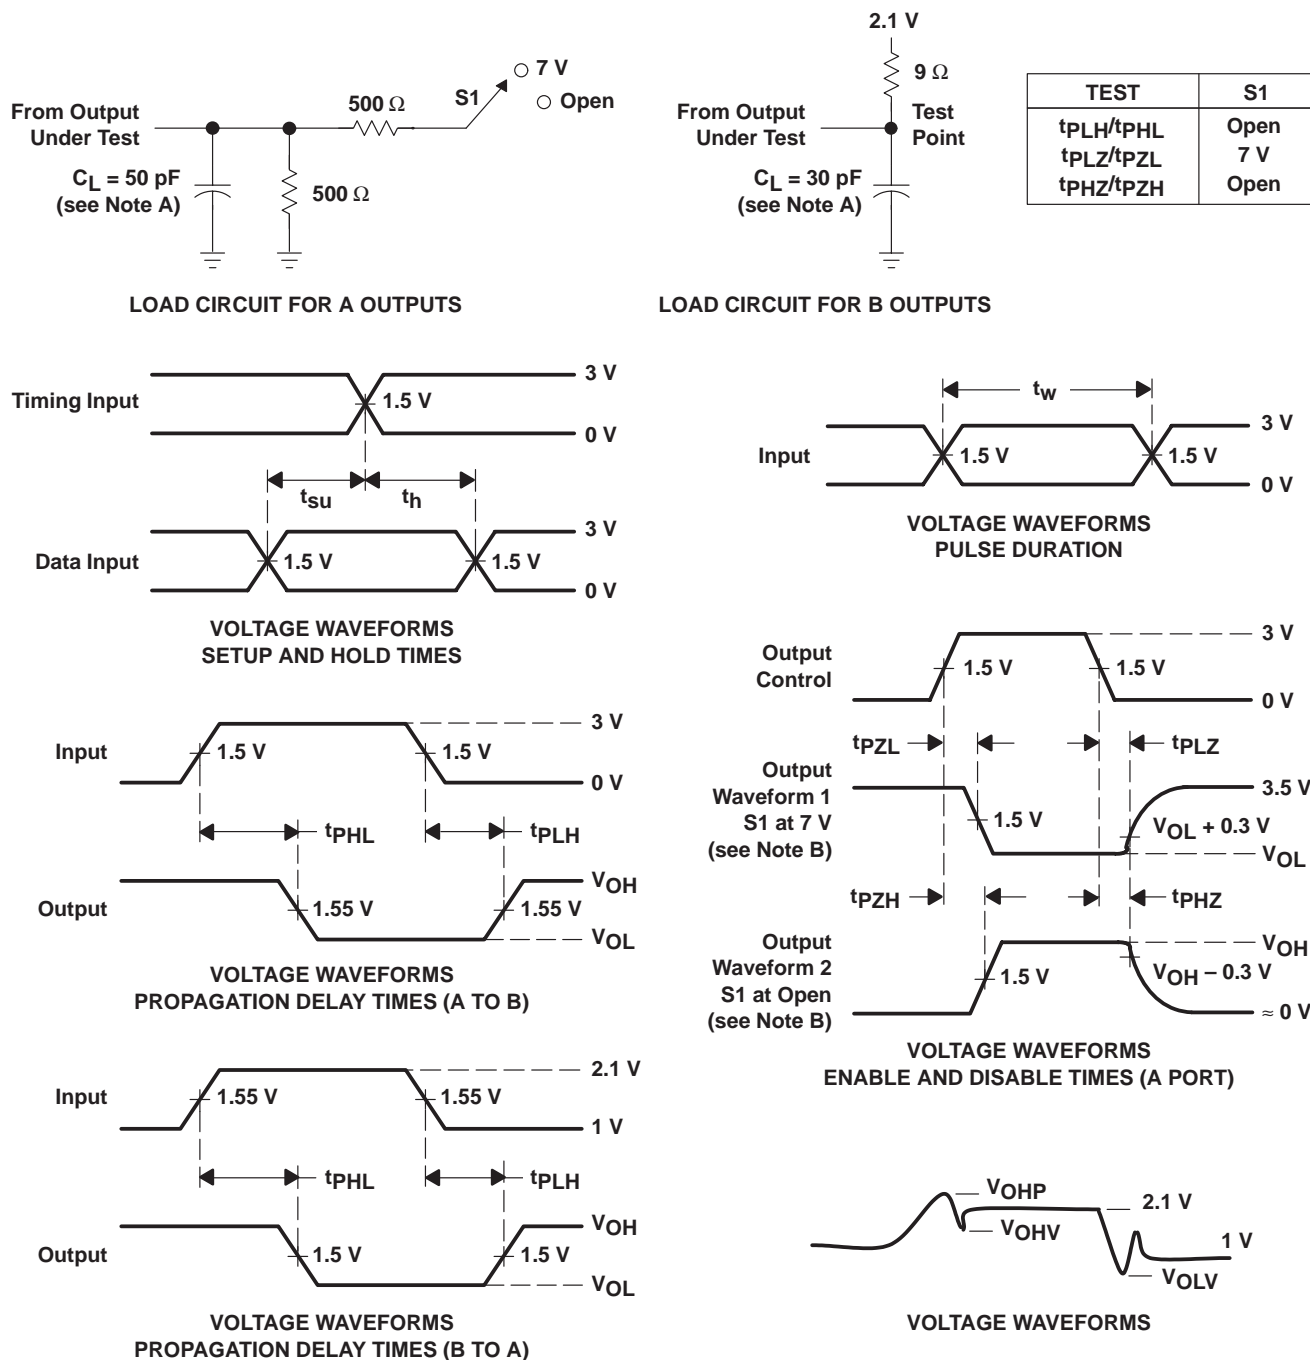 From Output
Under Test
CL = 50 pF
(see Note A)
500 Ω
500 Ω
S1
7 V
Open
LOAD CIRCUIT FOR A OUTPUTS
2.1 V
9 Ω
From Output
Under Test
Test
Point
CL = 30 pF
(see Note A)
LOAD CIRCUIT FOR B OUTPUTS
TEST S1
tPLH/tPHL Open
tPLZ/tPZL 7 V
tPHZ/tPZH Open
Timing Input
3 V
1.5 V
0 V
tsu
th
Data Input
3 V
1.5 V
1.5 V
0 V
VOLTAGE WAVEFORMS
SETUP AND HOLD TIMES
tw
Input
3 V
1.5 V
1.5 V
0 V
VOLTAGE WAVEFORMS
PULSE DURATION
Input
3 V
1.5 V
1.5 V
0 V
tPHL
tPLH
Output
VOH
1.55 V
1.55 V
VOL
VOLTAGE WAVEFORMS
PROPAGATION DELAY TIMES (A TO B)
Output
Control
3 V
1.5 V
1.5 V
0 V
tPZL
tPLZ
Output
Waveform 1
S1 at 7 V
(see Note B)
3.5 V
1.5 V
VOL + 0.3 V
VOL
tPZH
tPHZ
Output
Waveform 2
S1 at Open
(see Note B)
VOH
1.5 V
VOH – 0.3 V
≈ 0 V
VOLTAGE WAVEFORMS
ENABLE AND DISABLE TIMES (A PORT)
Input
2.1 V
1.55 V
1.55 V
1 V
tPHL
tPLH
Output
VOH
1.5 V
1.5 V
VOL
VOLTAGE WAVEFORMS
PROPAGATION DELAY TIMES (B TO A)
VOHP
VOHV
2.1 V
1 V
VOLV
VOLTAGE WAVEFORMS